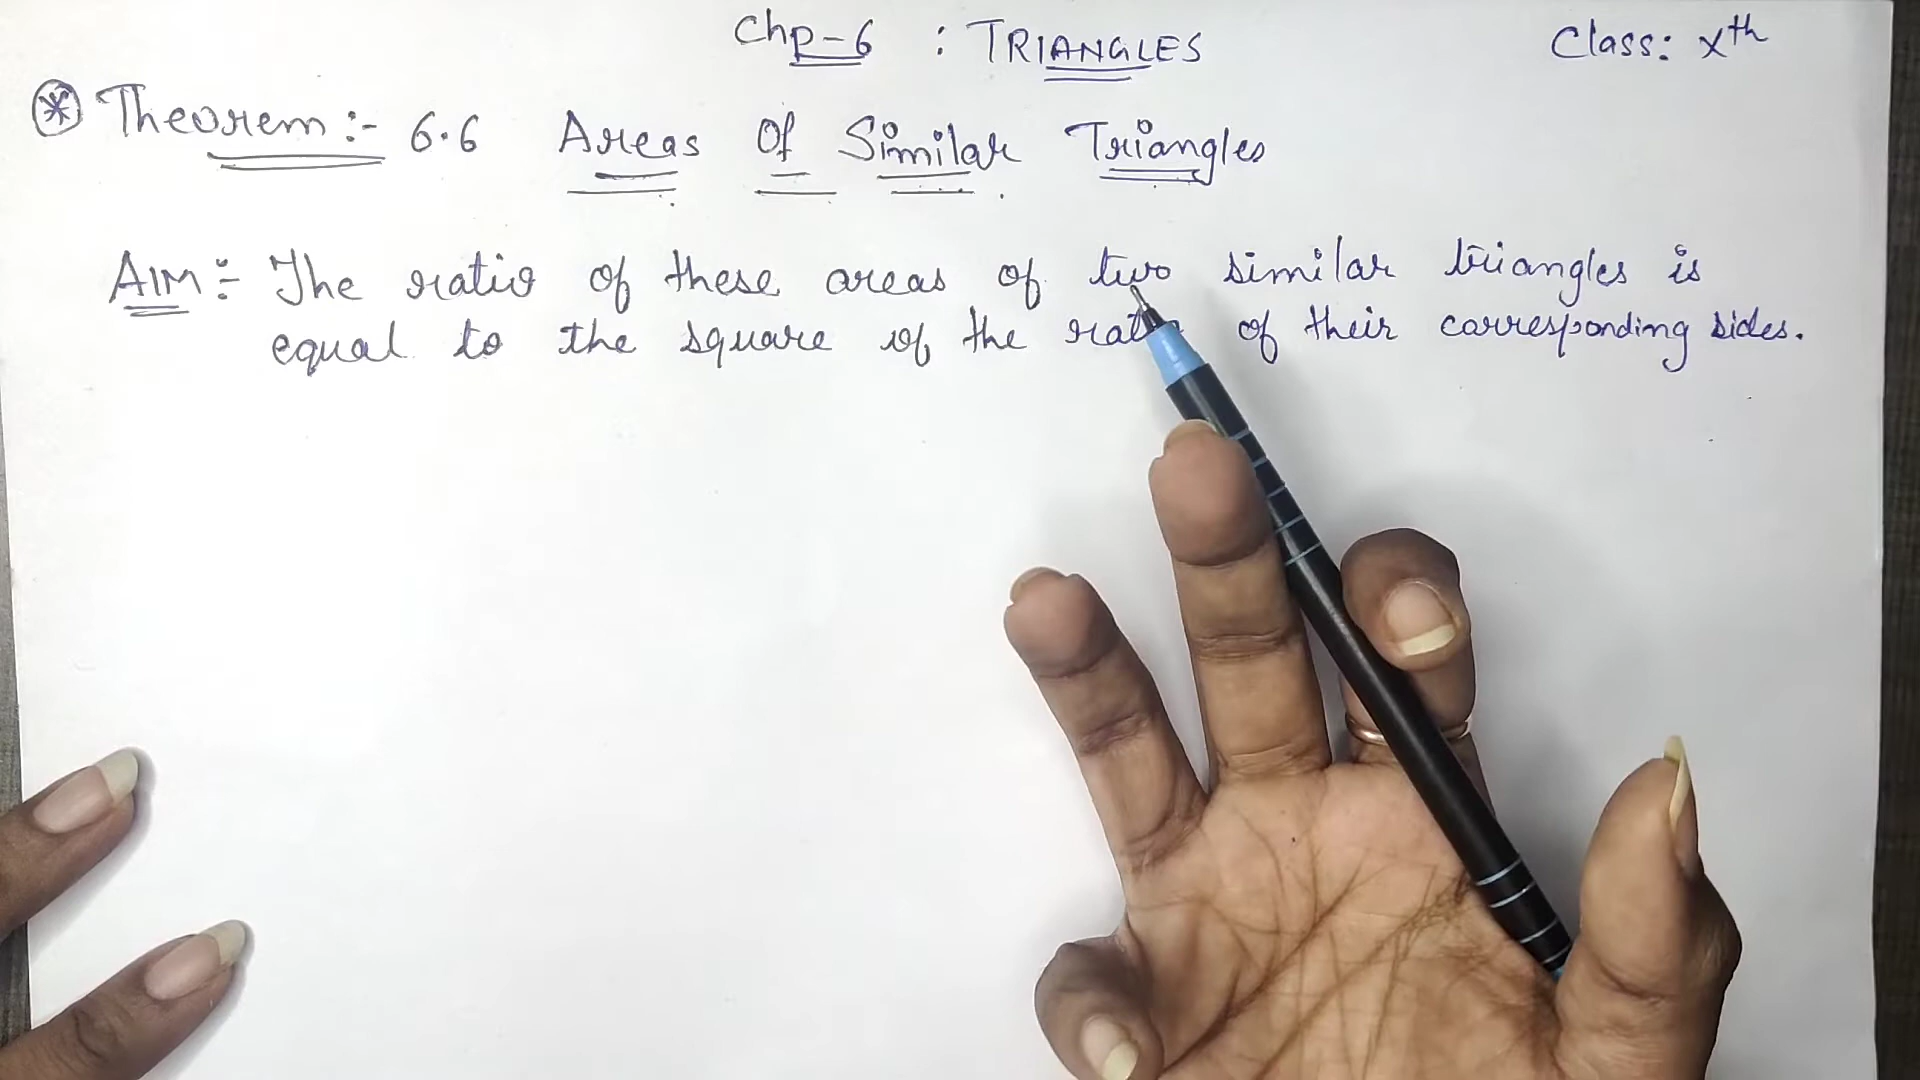 Chp-6 : TRIANGLES Class: Xth
* Theorem:- 6.6 Areas Of Similar Triangles
AIM:- The ratio of these areas of two similar triangles is
equal to the square of the of their corresponding sides.